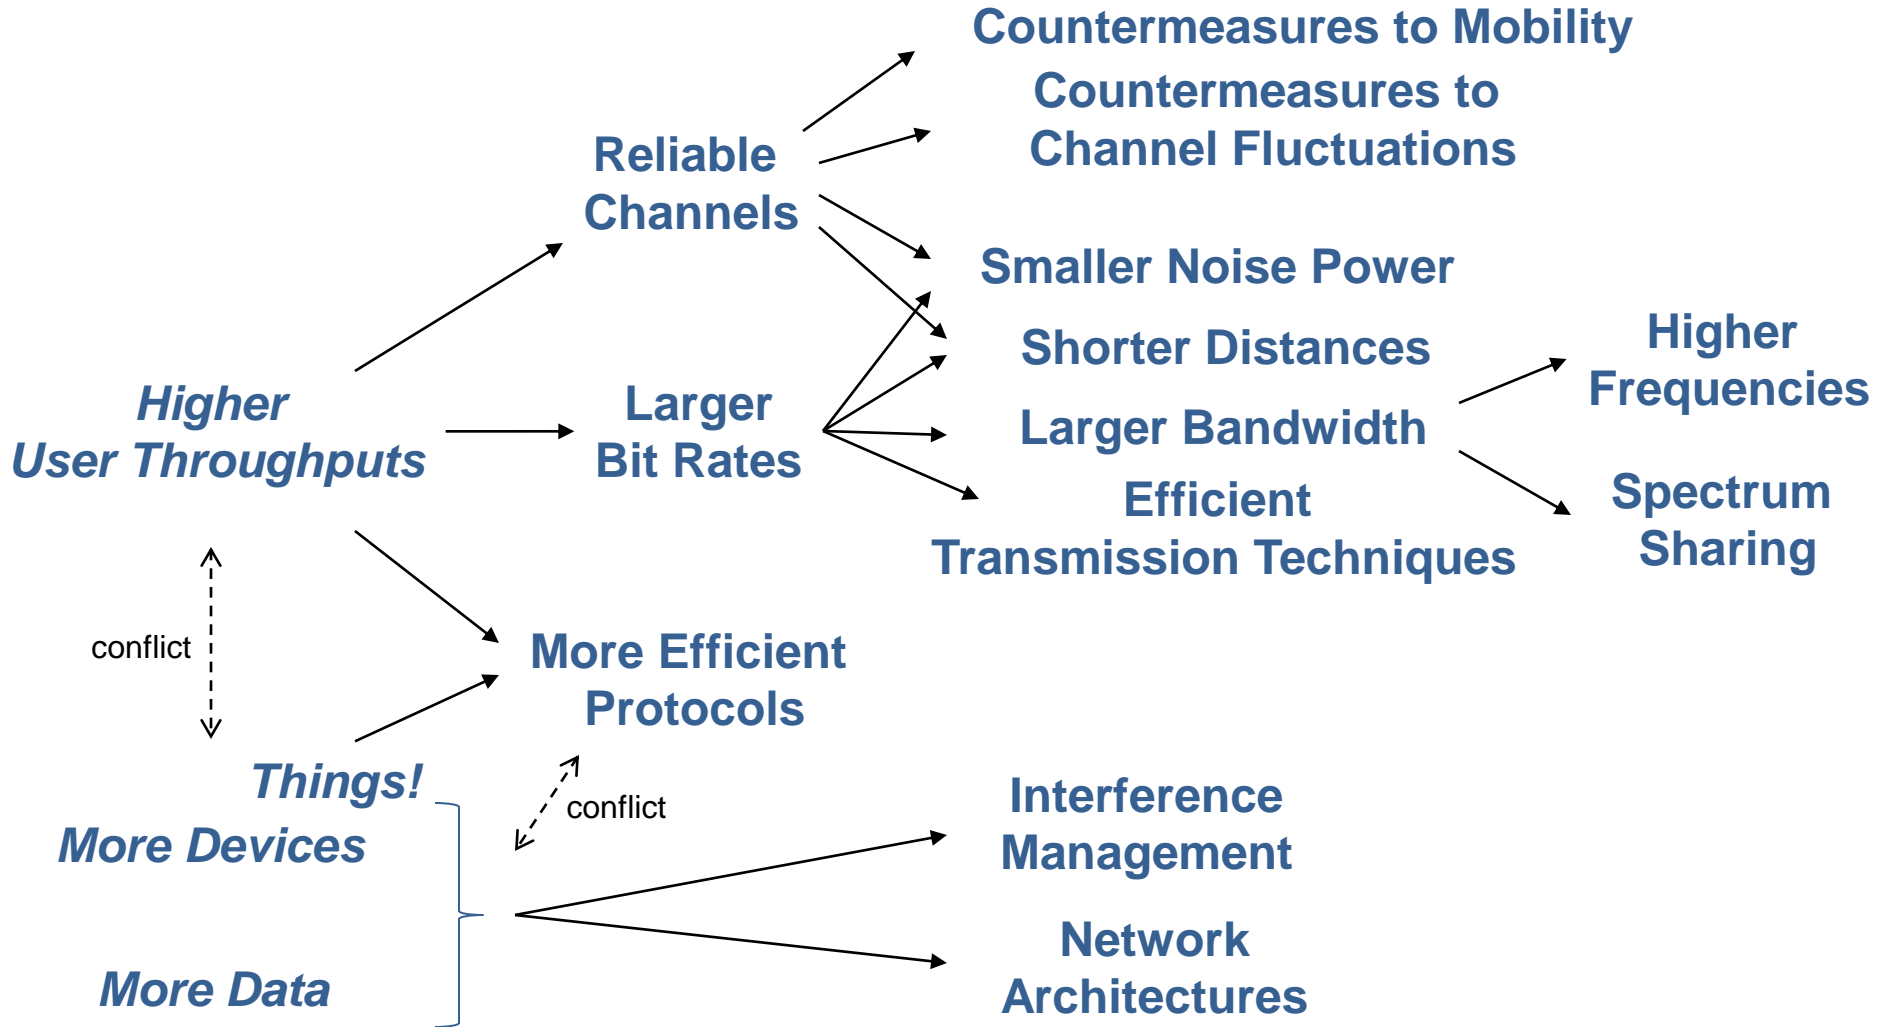 Countermeasures to Mobility
Countermeasures to
Channel Fluctuations
Reliable
Channels
Smaller Noise Power
Shorter Distances
Higher
Frequencies
Higher
User Throughputs
Larger
Bit Rates
Larger Bandwidth
Efficient
Transmission Techniques
Spectrum
Sharing
conflict
More Efficient
Protocols
Things!
conflict
More Devices
Interference
Management
More Data
Network
Architectures